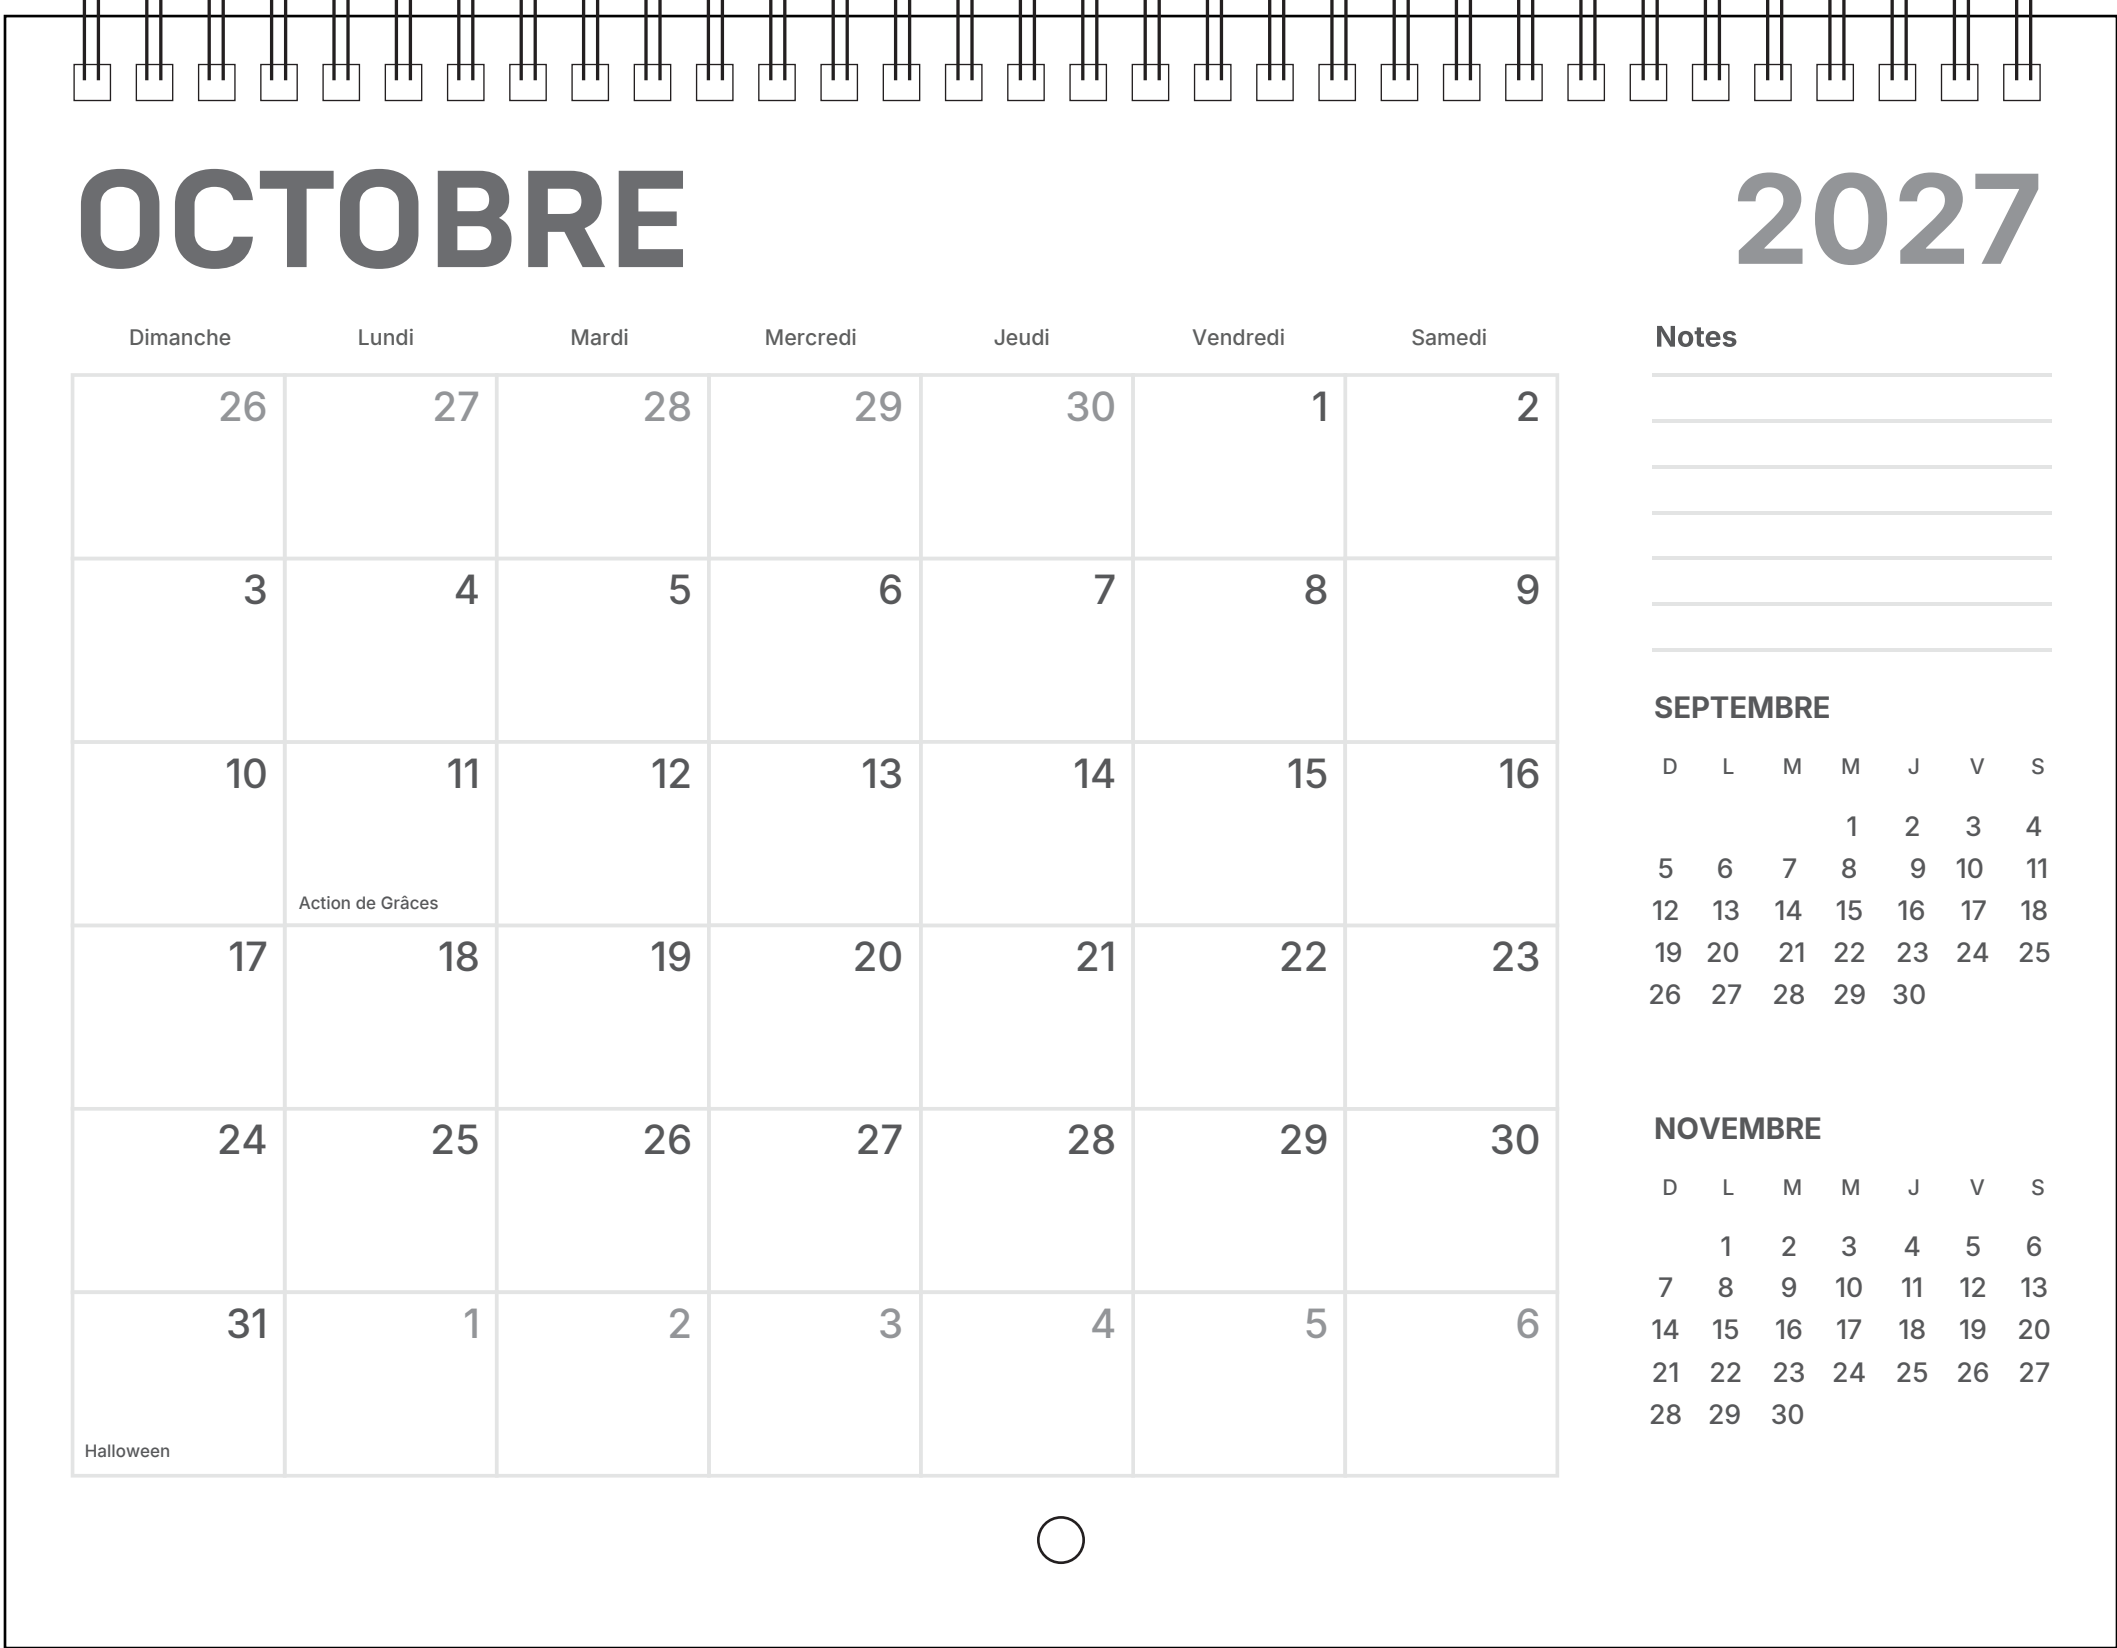 OCTOBRE 2027
Dimanche Lundi Mardi Mercredi Jeudi Vendredi Samedi
26 27 28 29 30 1 2
3 4 5 6 7 8 9
10 11 12 13 14 15 16
Action de Grâces
17 18 19 20 21 22 23
24 25 26 27 28 29 30
31 1 2 3 4 5 6
Halloween
Notes
SEPTEMBRE
D L M M J V S
1 2 3 4
5 6 7 8 9 10 11
12 13 14 15 16 17 18
19 20 21 22 23 24 25
26 27 28 29 30
NOVEMBRE
D L M M J V S
1 2 3 4 5 6
7 8 9 10 11 12 13
14 15 16 17 18 19 20
21 22 23 24 25 26 27
28 29 30